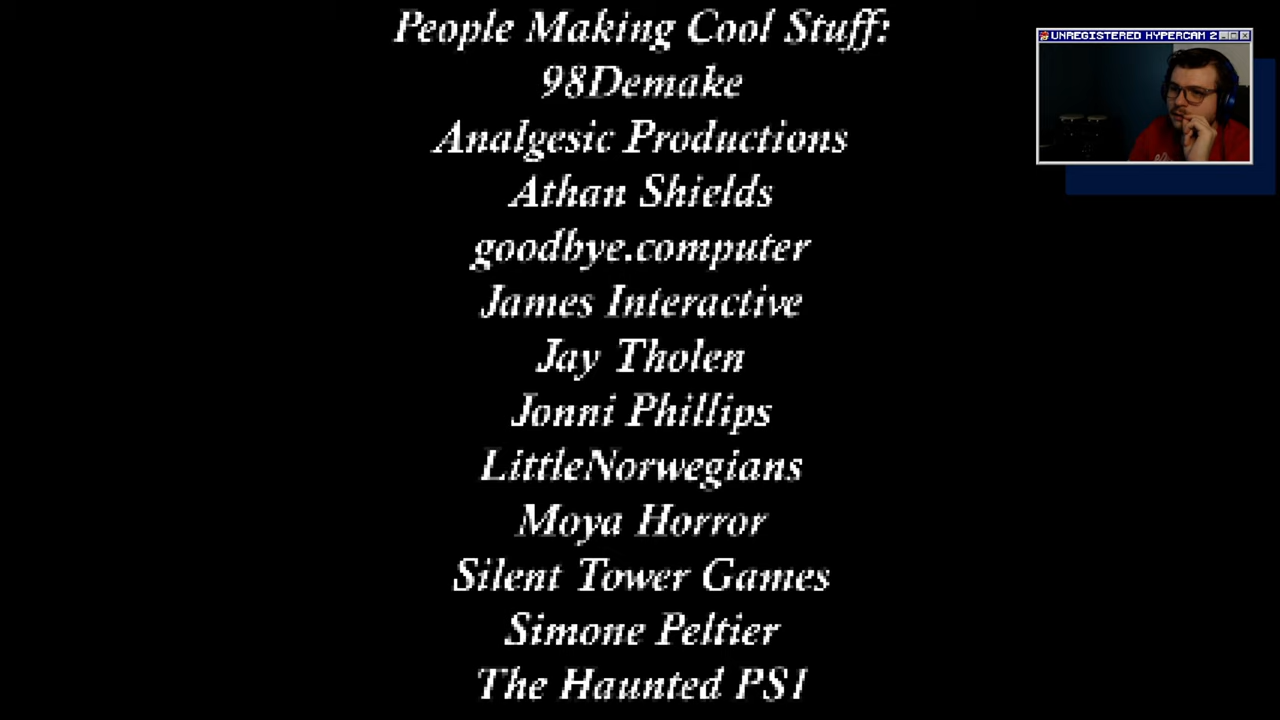 People Making Cool Stuff:
UNREGISTERED HYPERCAM 2
98Demake
Analgesic Productions
Athan Shields
goodbye.computer
James Interactive
Jay Tholen
Jonni Phillips
LittleNorwegians
Moya Horror
Silent Tower Games
Simone Peltier
The Haunted PS1